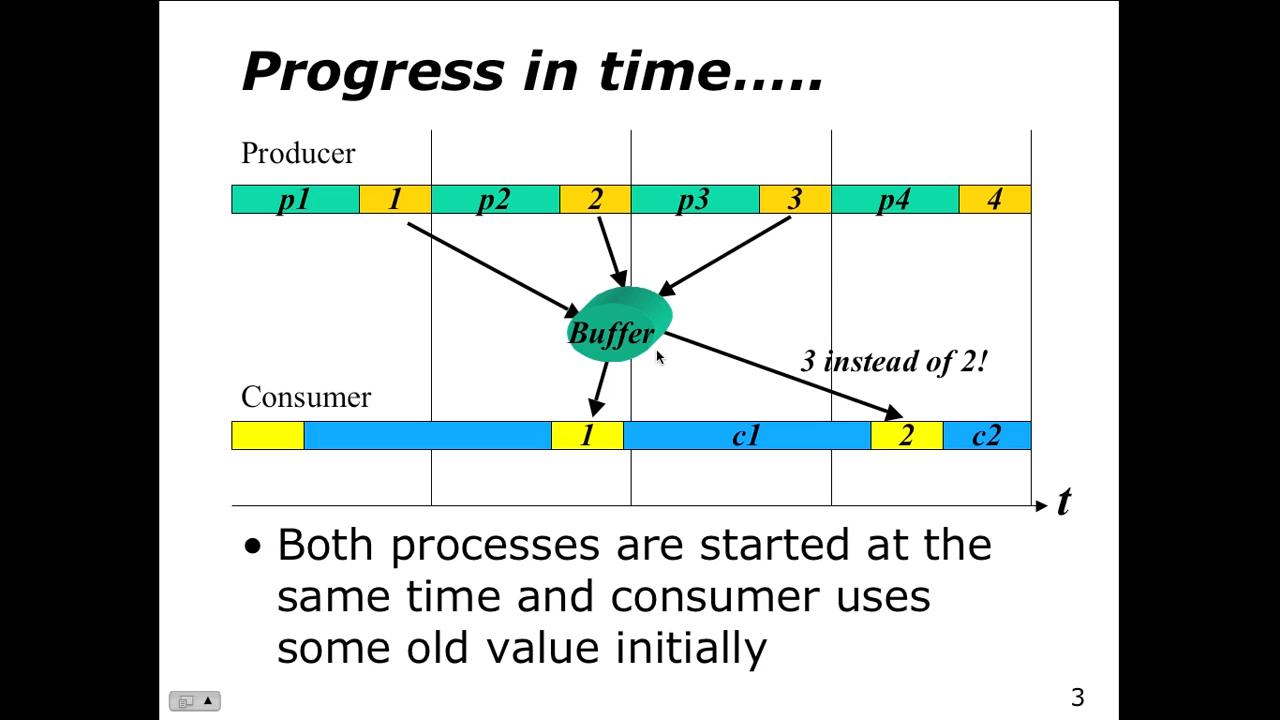 Progress in time.....
Producer
p1 1 p2 2 p3 3 p4 4
Buffer
3 instead of 2!
Consumer
1 c1 2 c2
t
• Both processes are started at the
same time and consumer uses
some old value initially
3